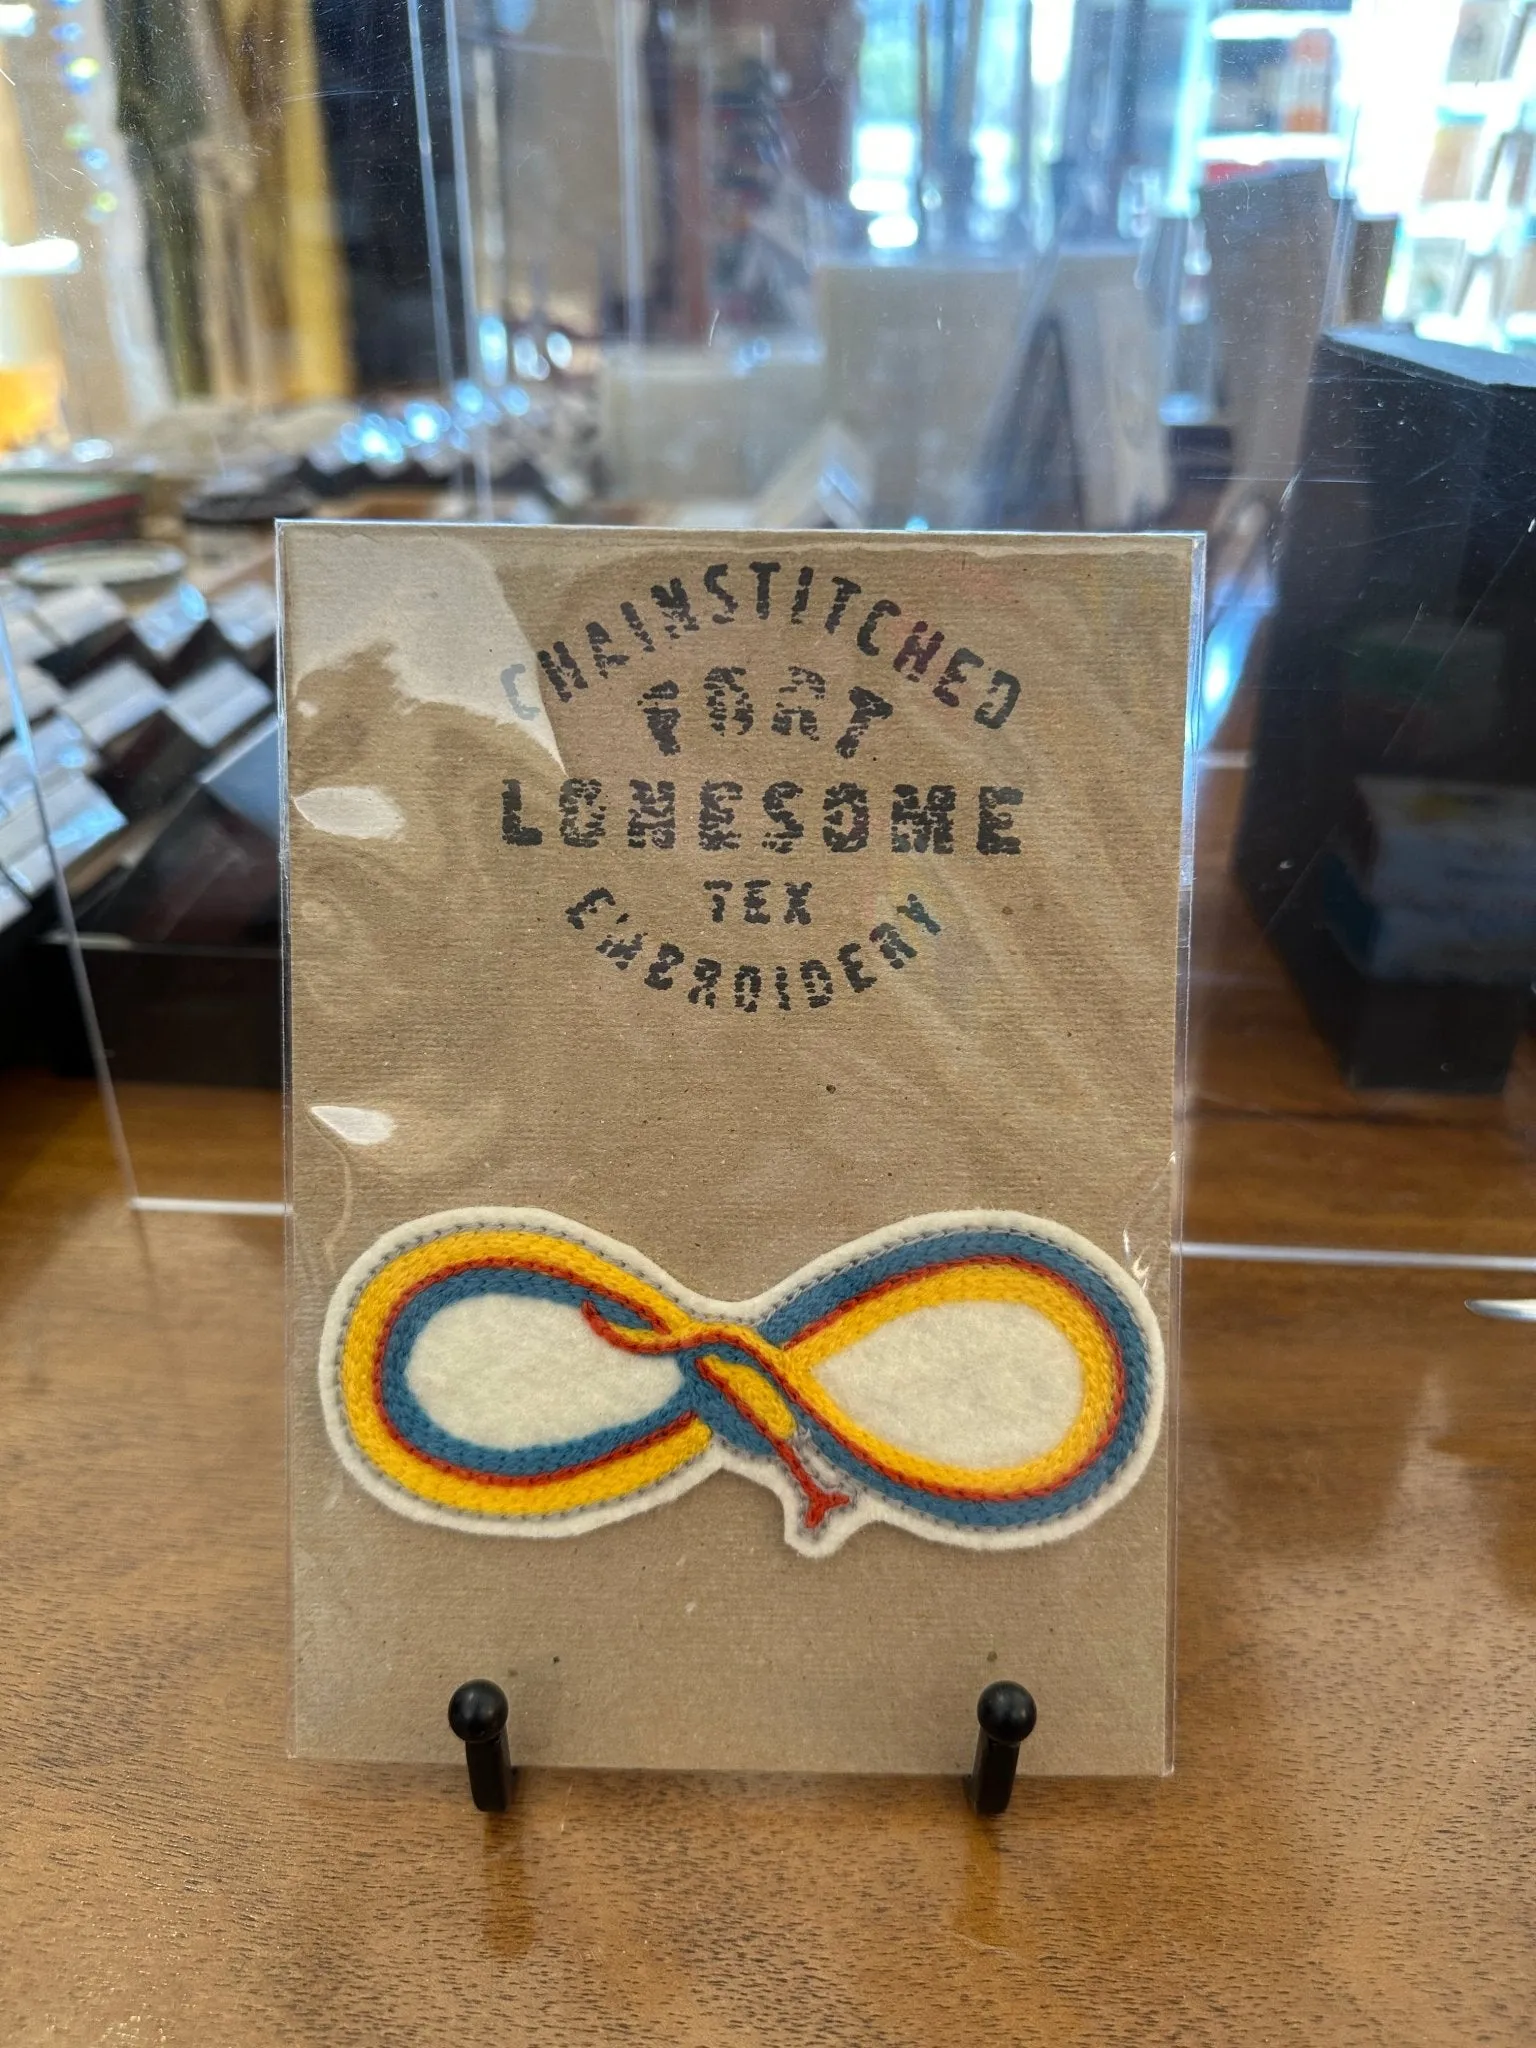 CHAINSTITCHED
FORT
LONESOME
TEX
EMBROIDERY